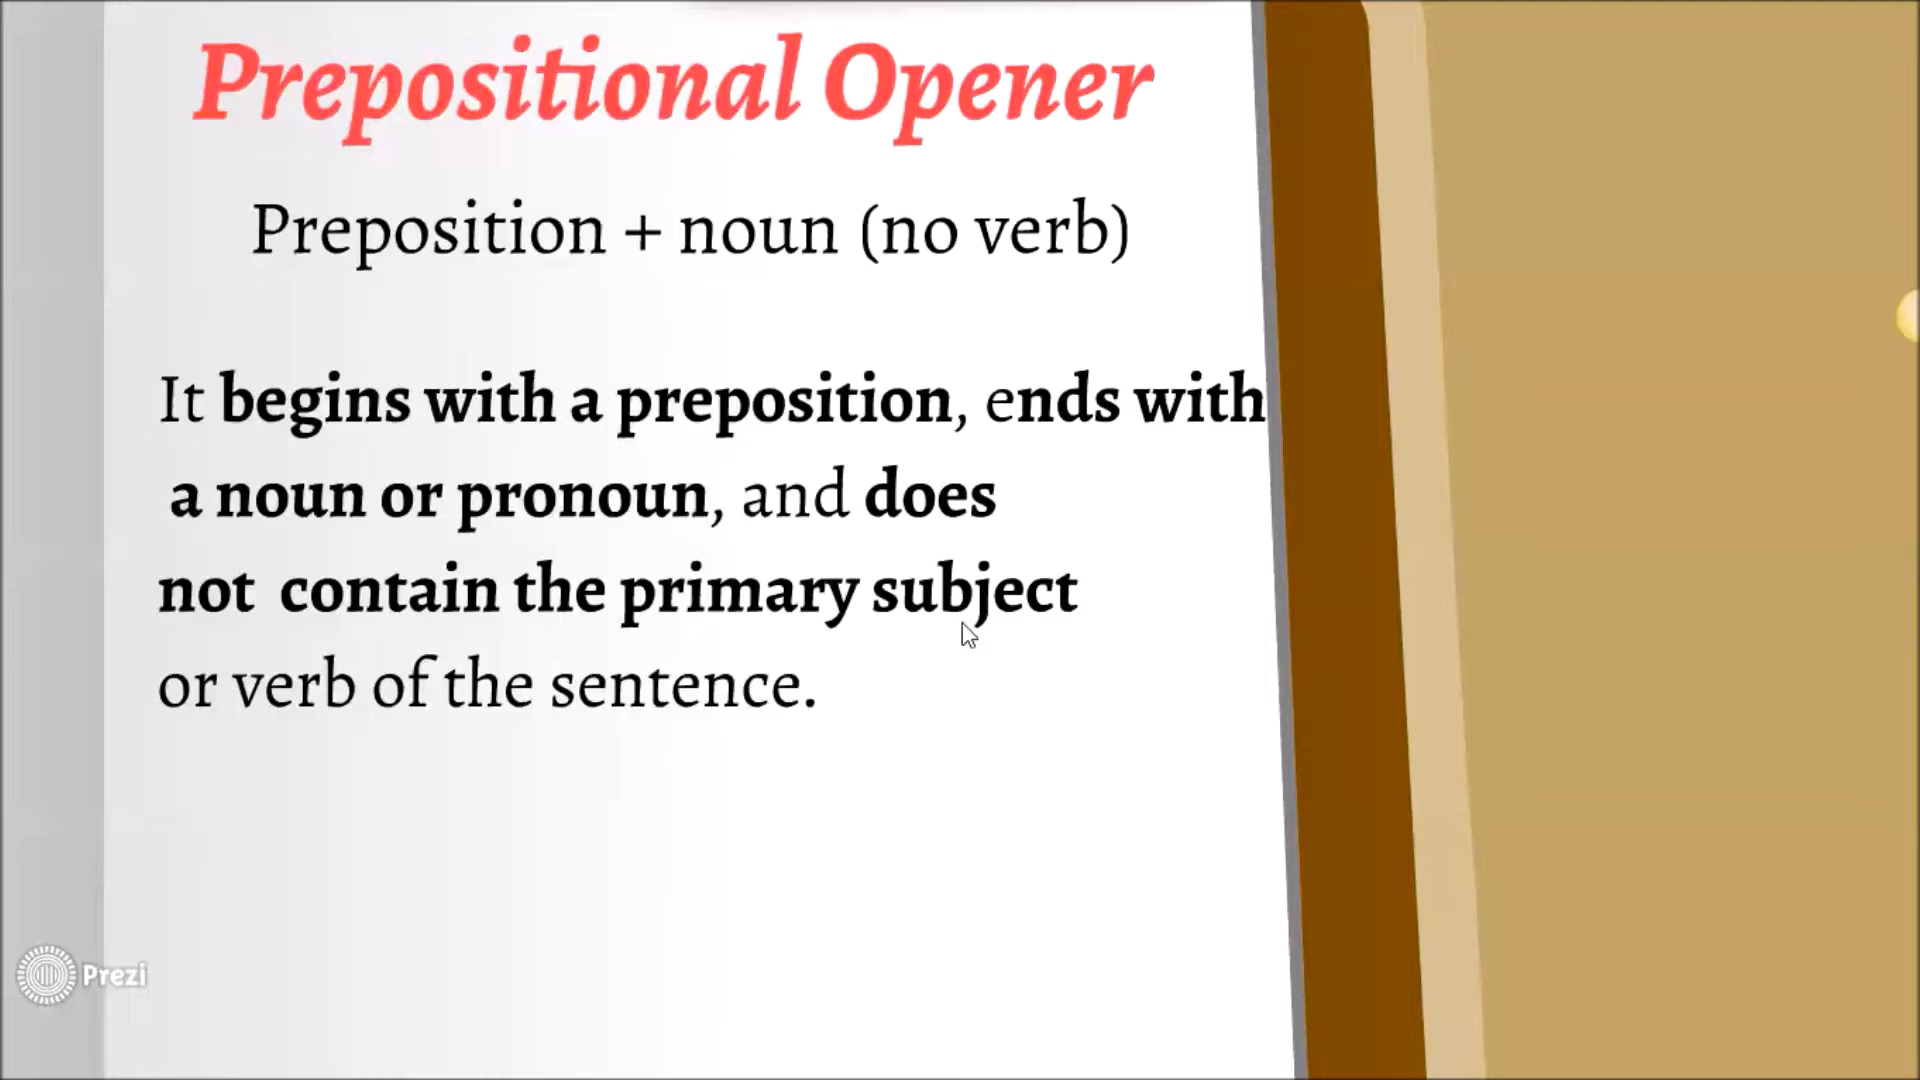 Prepositional Opener
Preposition + noun (no verb)
It begins with a preposition, ends with
a noun or pronoun, and does
not contain the primary subject
or verb of the sentence.
Prezi